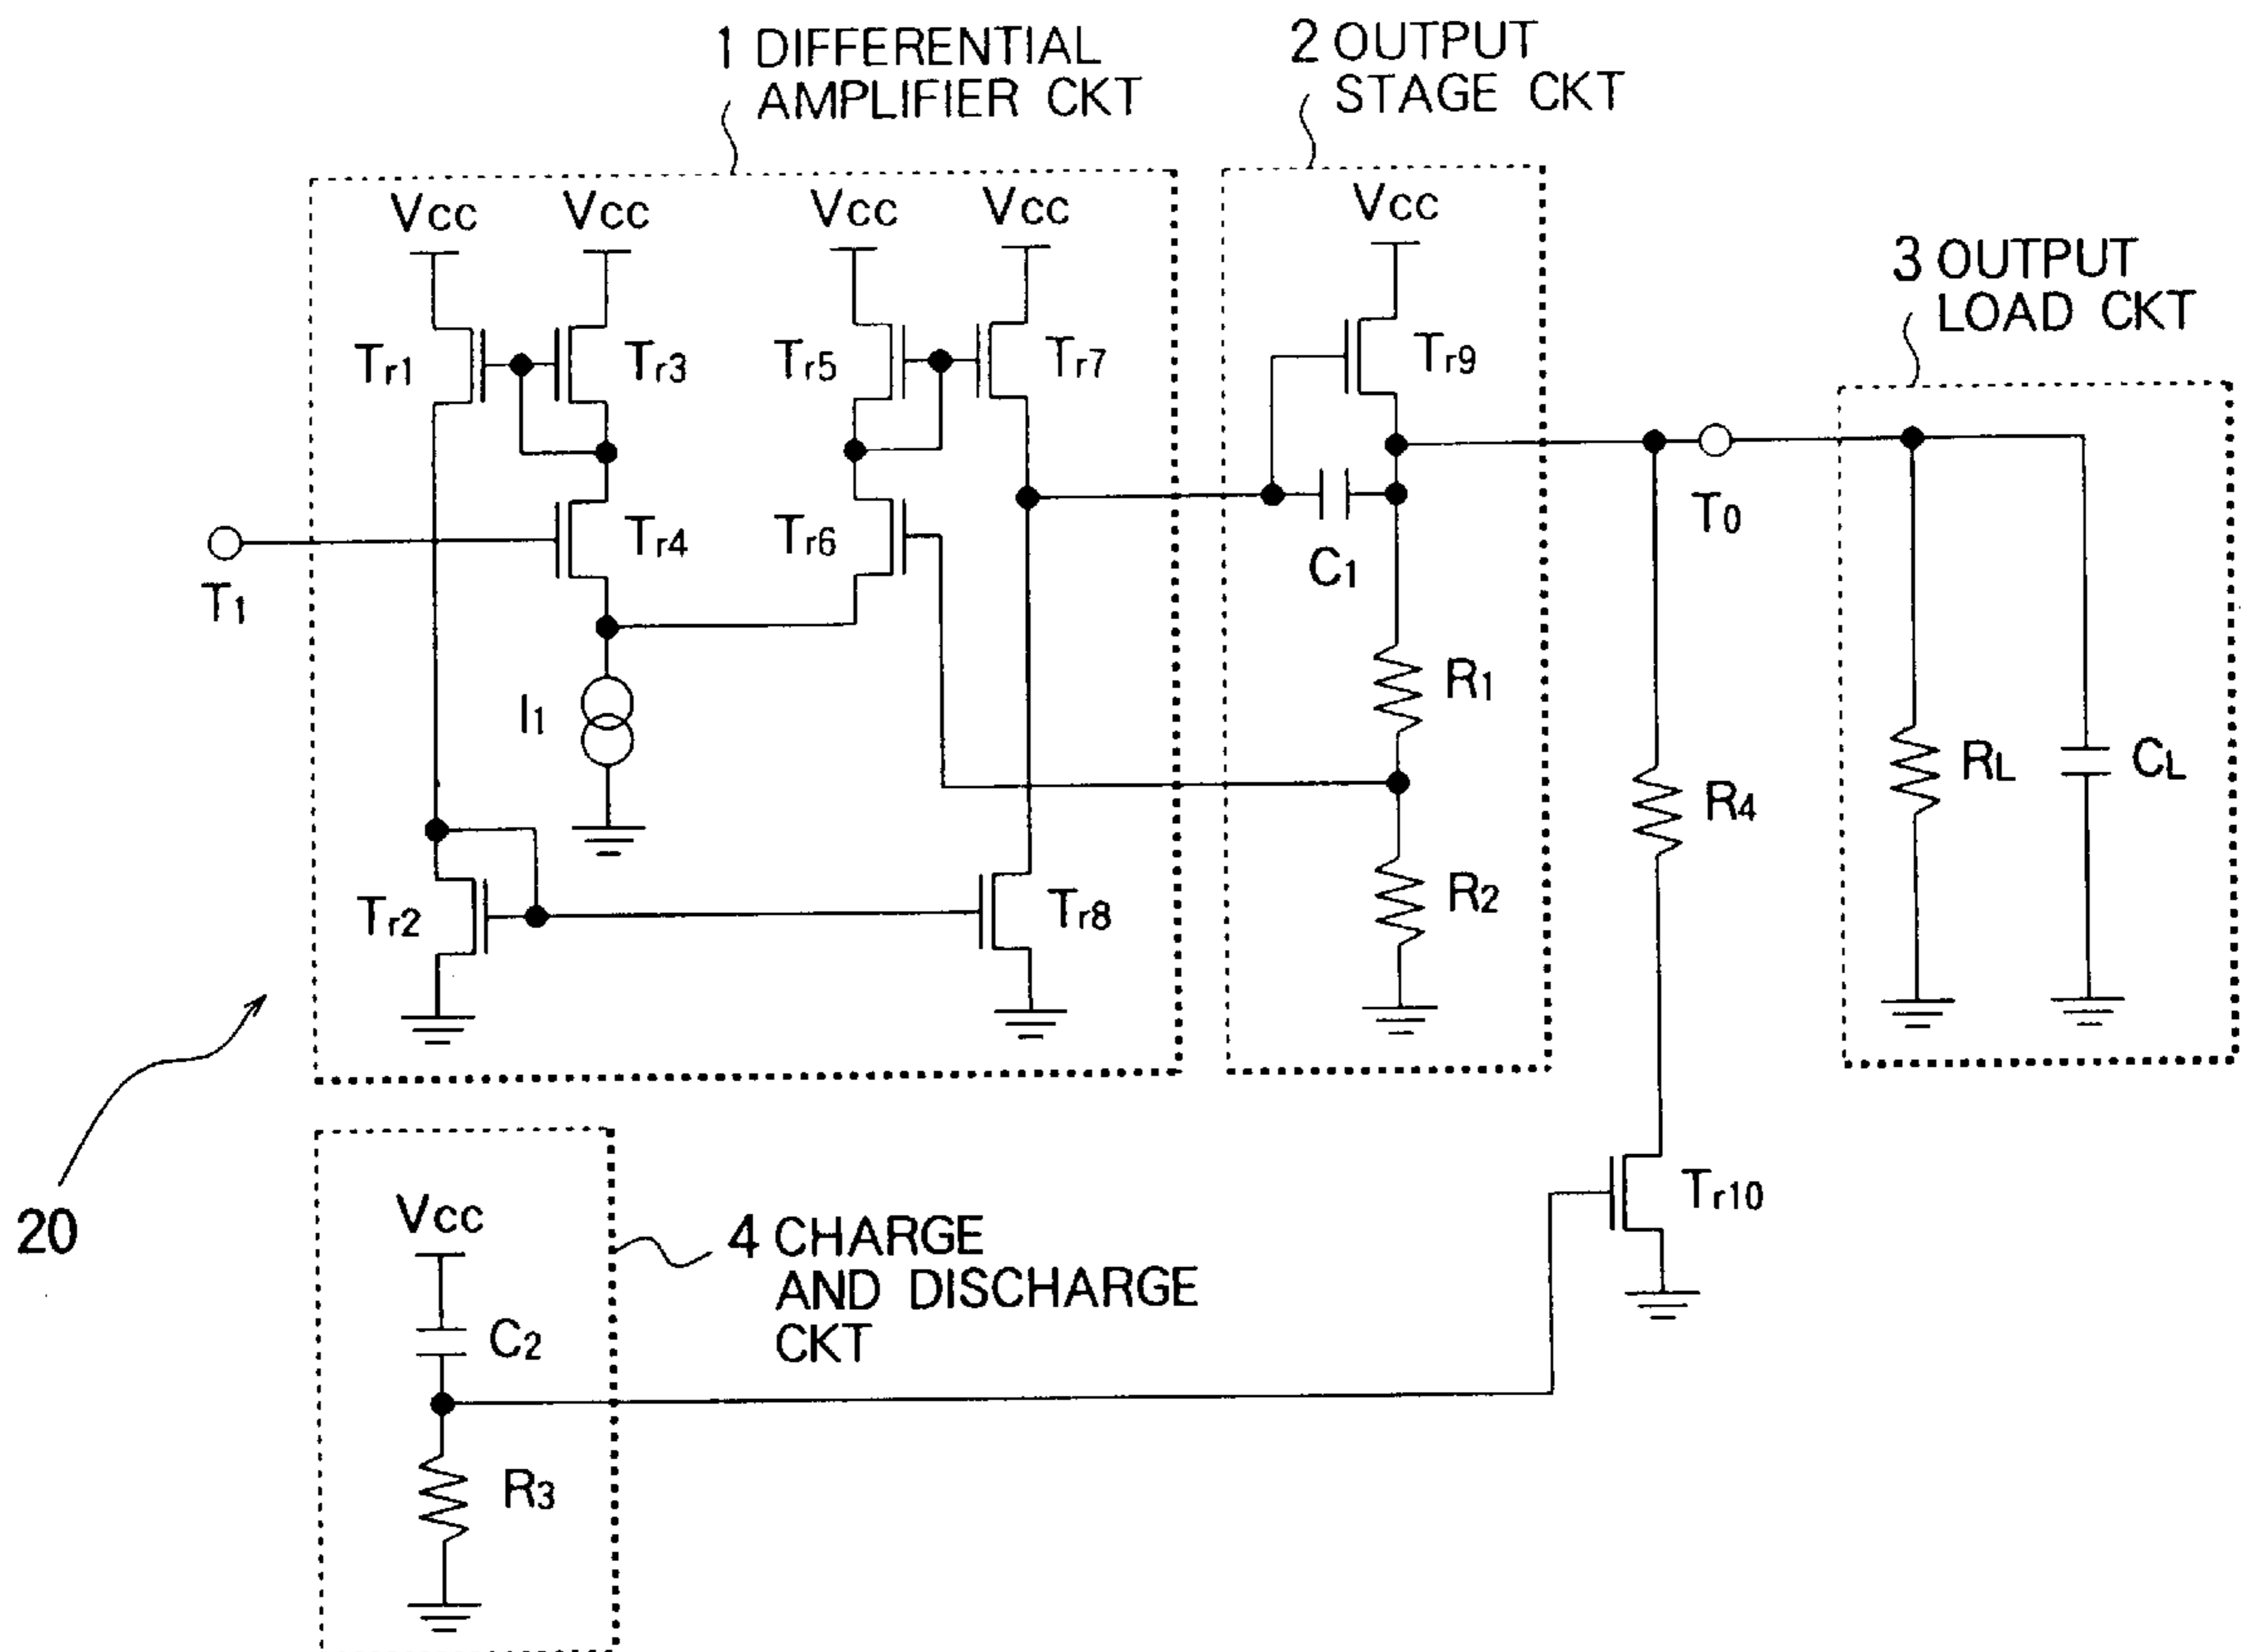 1 DIFFERENTIAL
AMPLIFIER CKT
2 OUTPUT
STAGE CKT
3 OUTPUT
LOAD CKT
Vcc
Vcc
Vcc
Vcc
Vcc
Tr1
Tr3
Tr5
Tr7
Tr9
T1
Tr4
Tr6
C1
T0
I1
R1
RL
CL
R4
Tr2
Tr8
R2
20
Vcc
4 CHARGE
AND DISCHARGE
CKT
Tr10
C2
R3